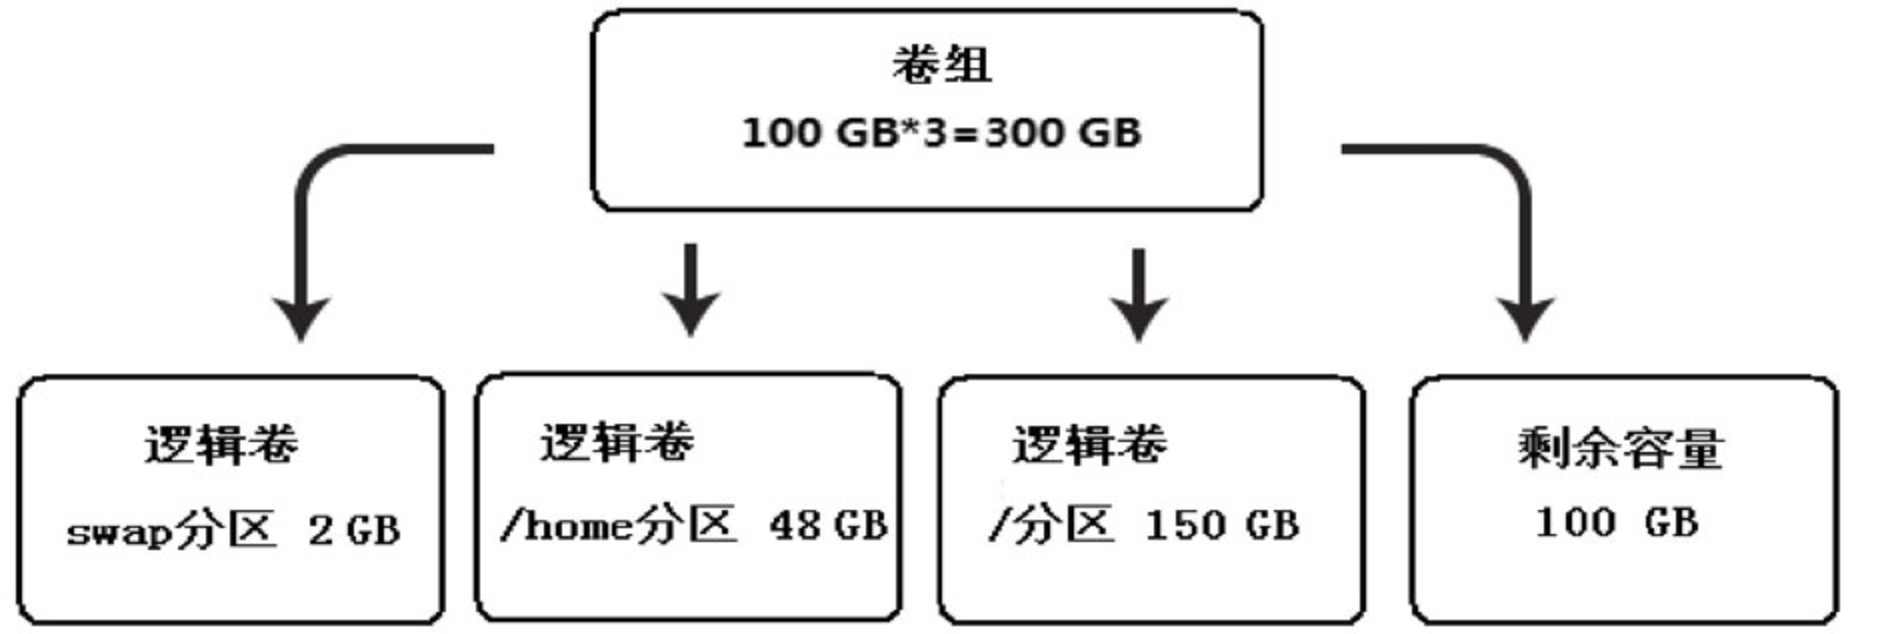 卷组
100 GB*3=300 GB
逻辑卷
swap分区 2 GB
逻辑卷
/home分区 48 GB
逻辑卷
/分区 150 GB
剩余容量
100 GB